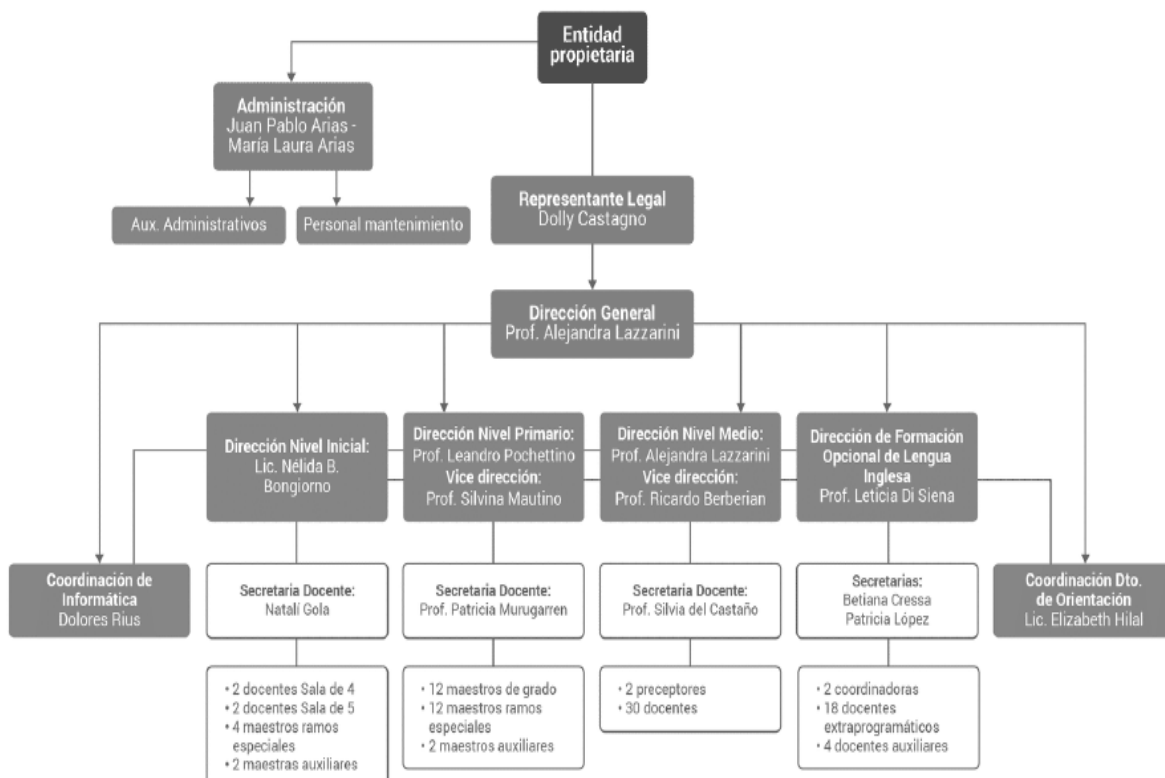 Entidad
propietaria
Administración
Juan Pablo Arias -
María Laura Arias
Aux. Administrativos
Personal mantenimiento
Representante Legal
Dolly Castagno
Dirección General
Prof. Alejandra Lazzarini
Dirección Nivel Inicial:
Lic. Nélida B.
Bongiorno
Dirección Nivel Primario:
Prof. Leandro Pochettino
Vice dirección:
Prof. Silvina Mautino
Dirección Nivel Medio:
Prof. Alejandra Lazzarini
Vice dirección:
Prof. Ricardo Berberian
Dirección de Formación
Opcional de Lengua
Inglesa
Prof. Leticia Di Siena
Coordinación de
Informática
Dolores Rius
Secretaria Docente:
Natalí Gola
Secretaria Docente:
Prof. Patricia Murugarren
Secretaria Docente:
Prof. Silvia del Castaño
Secretarias:
Betiana Cressa
Patricia López
Coordinación Dto.
de Orientación
Lic. Elizabeth Hilal
• 2 docentes Sala de 4
• 2 docentes Sala de 5
• 4 maestros ramos
especiales
• 2 maestras auxiliares
• 12 maestros de grado
• 12 maestros ramos
especiales
• 2 maestros auxiliares
• 2 preceptores
• 30 docentes
• 2 coordinadoras
• 18 docentes
extraprogramáticos
• 4 docentes auxiliares